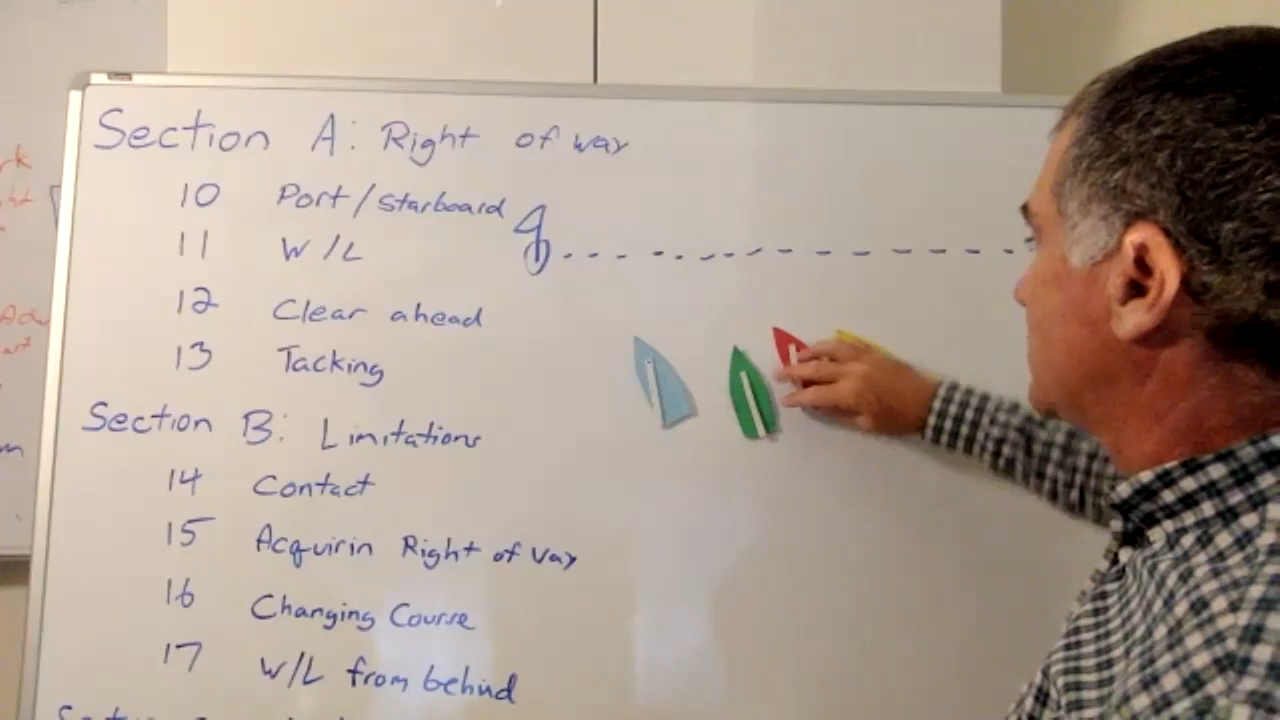 Section A: Right of way
10 Port/starboard
11 W/L
12 Clear ahead
13 Tacking
Section B: Limitations
14 Contact
15 Acquirin Right of Way
16 Changing Course
17 W/L from behind